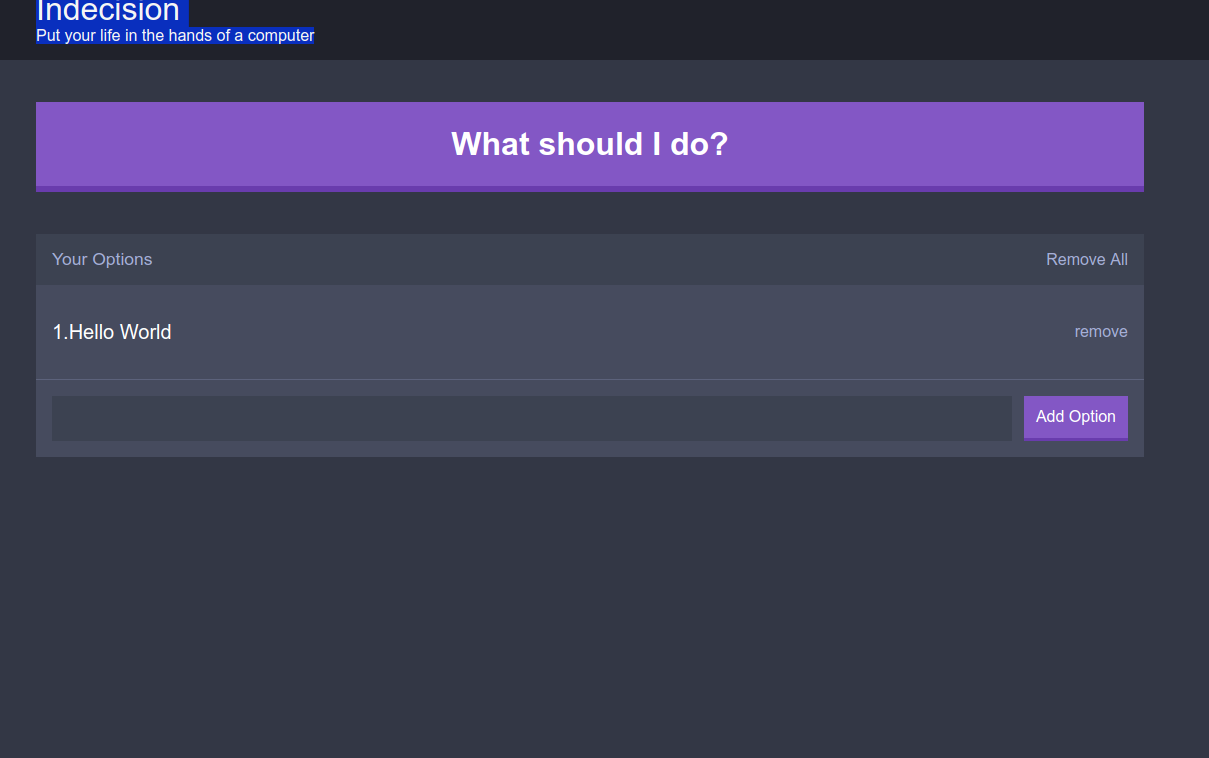 Indecision
Put your life in the hands of a computer
What should I do?
Your Options
Remove All
1.Hello World
remove
Add Option